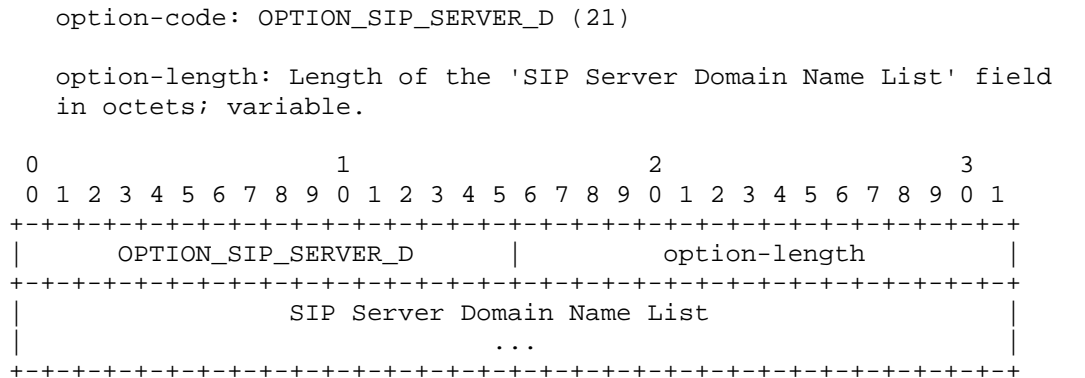 option-code: OPTION_SIP_SERVER_D (21)
option-length: Length of the 'SIP Server Domain Name List' field
in octets; variable.
 0                   1                   2                   3
 0 1 2 3 4 5 6 7 8 9 0 1 2 3 4 5 6 7 8 9 0 1 2 3 4 5 6 7 8 9 0 1
+-+-+-+-+-+-+-+-+-+-+-+-+-+-+-+-+-+-+-+-+-+-+-+-+-+-+-+-+-+-+-+-+
|      OPTION_SIP_SERVER_D      |         option-length         |
+-+-+-+-+-+-+-+-+-+-+-+-+-+-+-+-+-+-+-+-+-+-+-+-+-+-+-+-+-+-+-+-+
|                 SIP Server Domain Name List                   |
|                              ...                              |
+-+-+-+-+-+-+-+-+-+-+-+-+-+-+-+-+-+-+-+-+-+-+-+-+-+-+-+-+-+-+-+-+